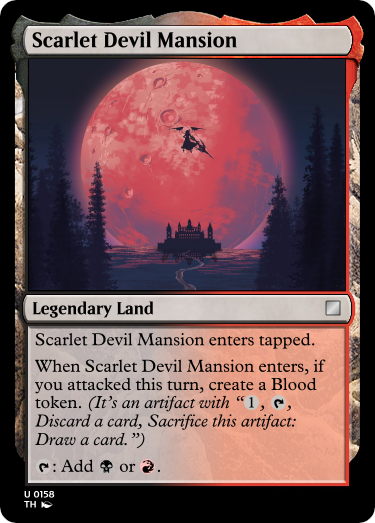 Scarlet Devil Mansion
Legendary Land
Scarlet Devil Mansion enters tapped.
When Scarlet Devil Mansion enters, if
you attacked this turn, create a Blood
token. (It's an artifact with “1, ,
Discard a card, Sacrifice this artifact:
Draw a card.”)
: Add or .
U 0158
TH